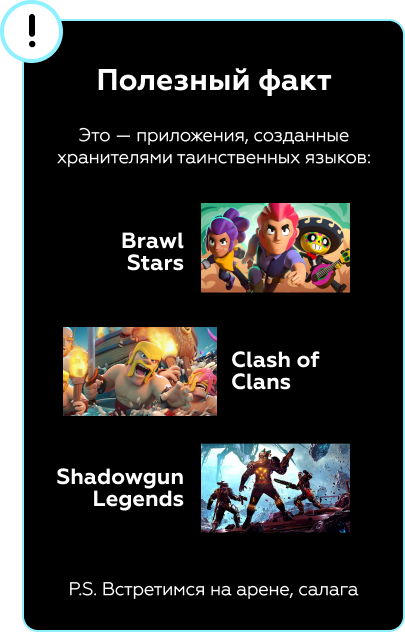 !
Полезный факт
Это — приложения, созданные
хранителями таинственных языков:
Brawl
Stars
Clash of
Clans
Shadowgun
Legends
P.S. Встретимся на арене, салага